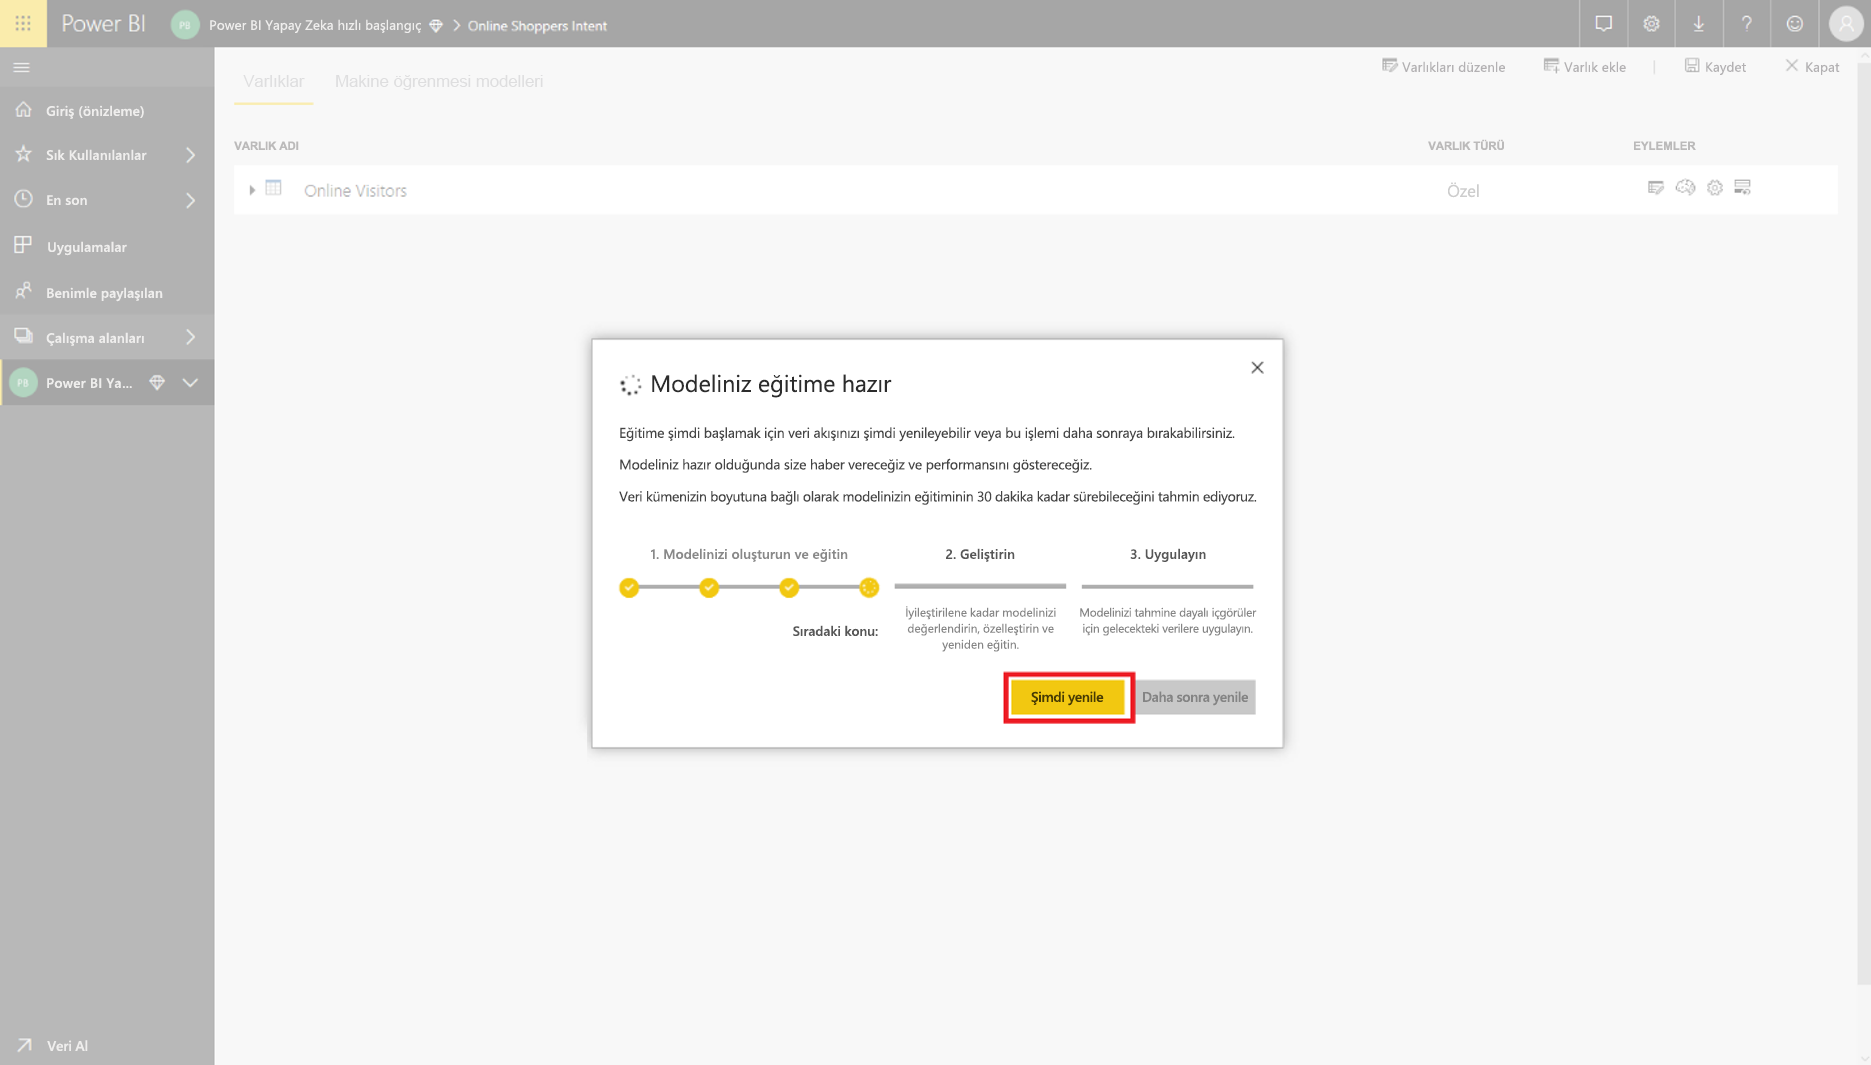 Power BI
PB
Power BI Yapay Zeka hızlı başlangıç
Online Shoppers Intent
Giriş (önizleme)
Sık Kullanılanlar
En son
Uygulamalar
Benimle paylaşılan
Çalışma alanları
PB
Power BI Ya...
Veri Al
Varlıklar
Makine öğrenmesi modelleri
Varlıkları düzenle
Varlık ekle
Kaydet
Kapat
VARLIK ADI
VARLIK TÜRÜ
EYLEMLER
Online Visitors
Özel
Modeliniz eğitime hazır
Eğitime şimdi başlamak için veri akışınızı şimdi yenileyebilir veya bu işlemi daha sonraya bırakabilirsiniz.
Modeliniz hazır olduğunda size haber vereceğiz ve performansını göstereceğiz.
Veri kümenizin boyutuna bağlı olarak modelinizin eğitiminin 30 dakika kadar sürebileceğini tahmin ediyoruz.
1. Modelinizi oluşturun ve eğitin
2. Geliştirin
3. Uygulayın
Sıradaki konu:
İyileştirilene kadar modelinizi
değerlendirin, özelleştirin ve
yeniden eğitin.
Modelinizi tahmine dayalı içgörüler
için gelecekteki verilere uygulayın.
Şimdi yenile
Daha sonra yenile